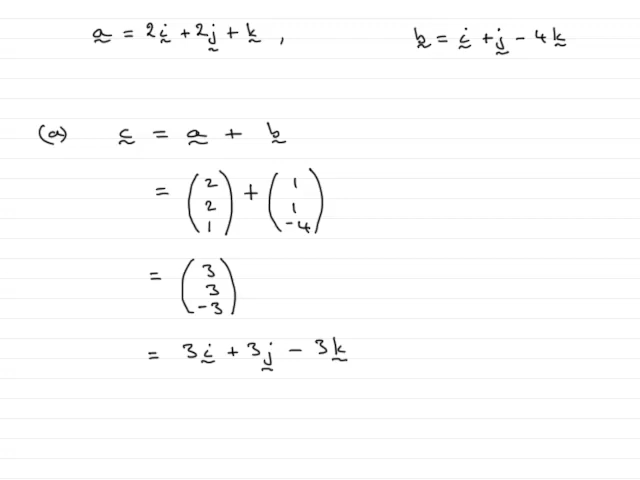 a = 2i + 2j + k , b = i + j - 4k
(a) c = a + b
= (2 2 1) + (1 1 -4)
= (3 3 -3)
= 3i + 3j - 3k